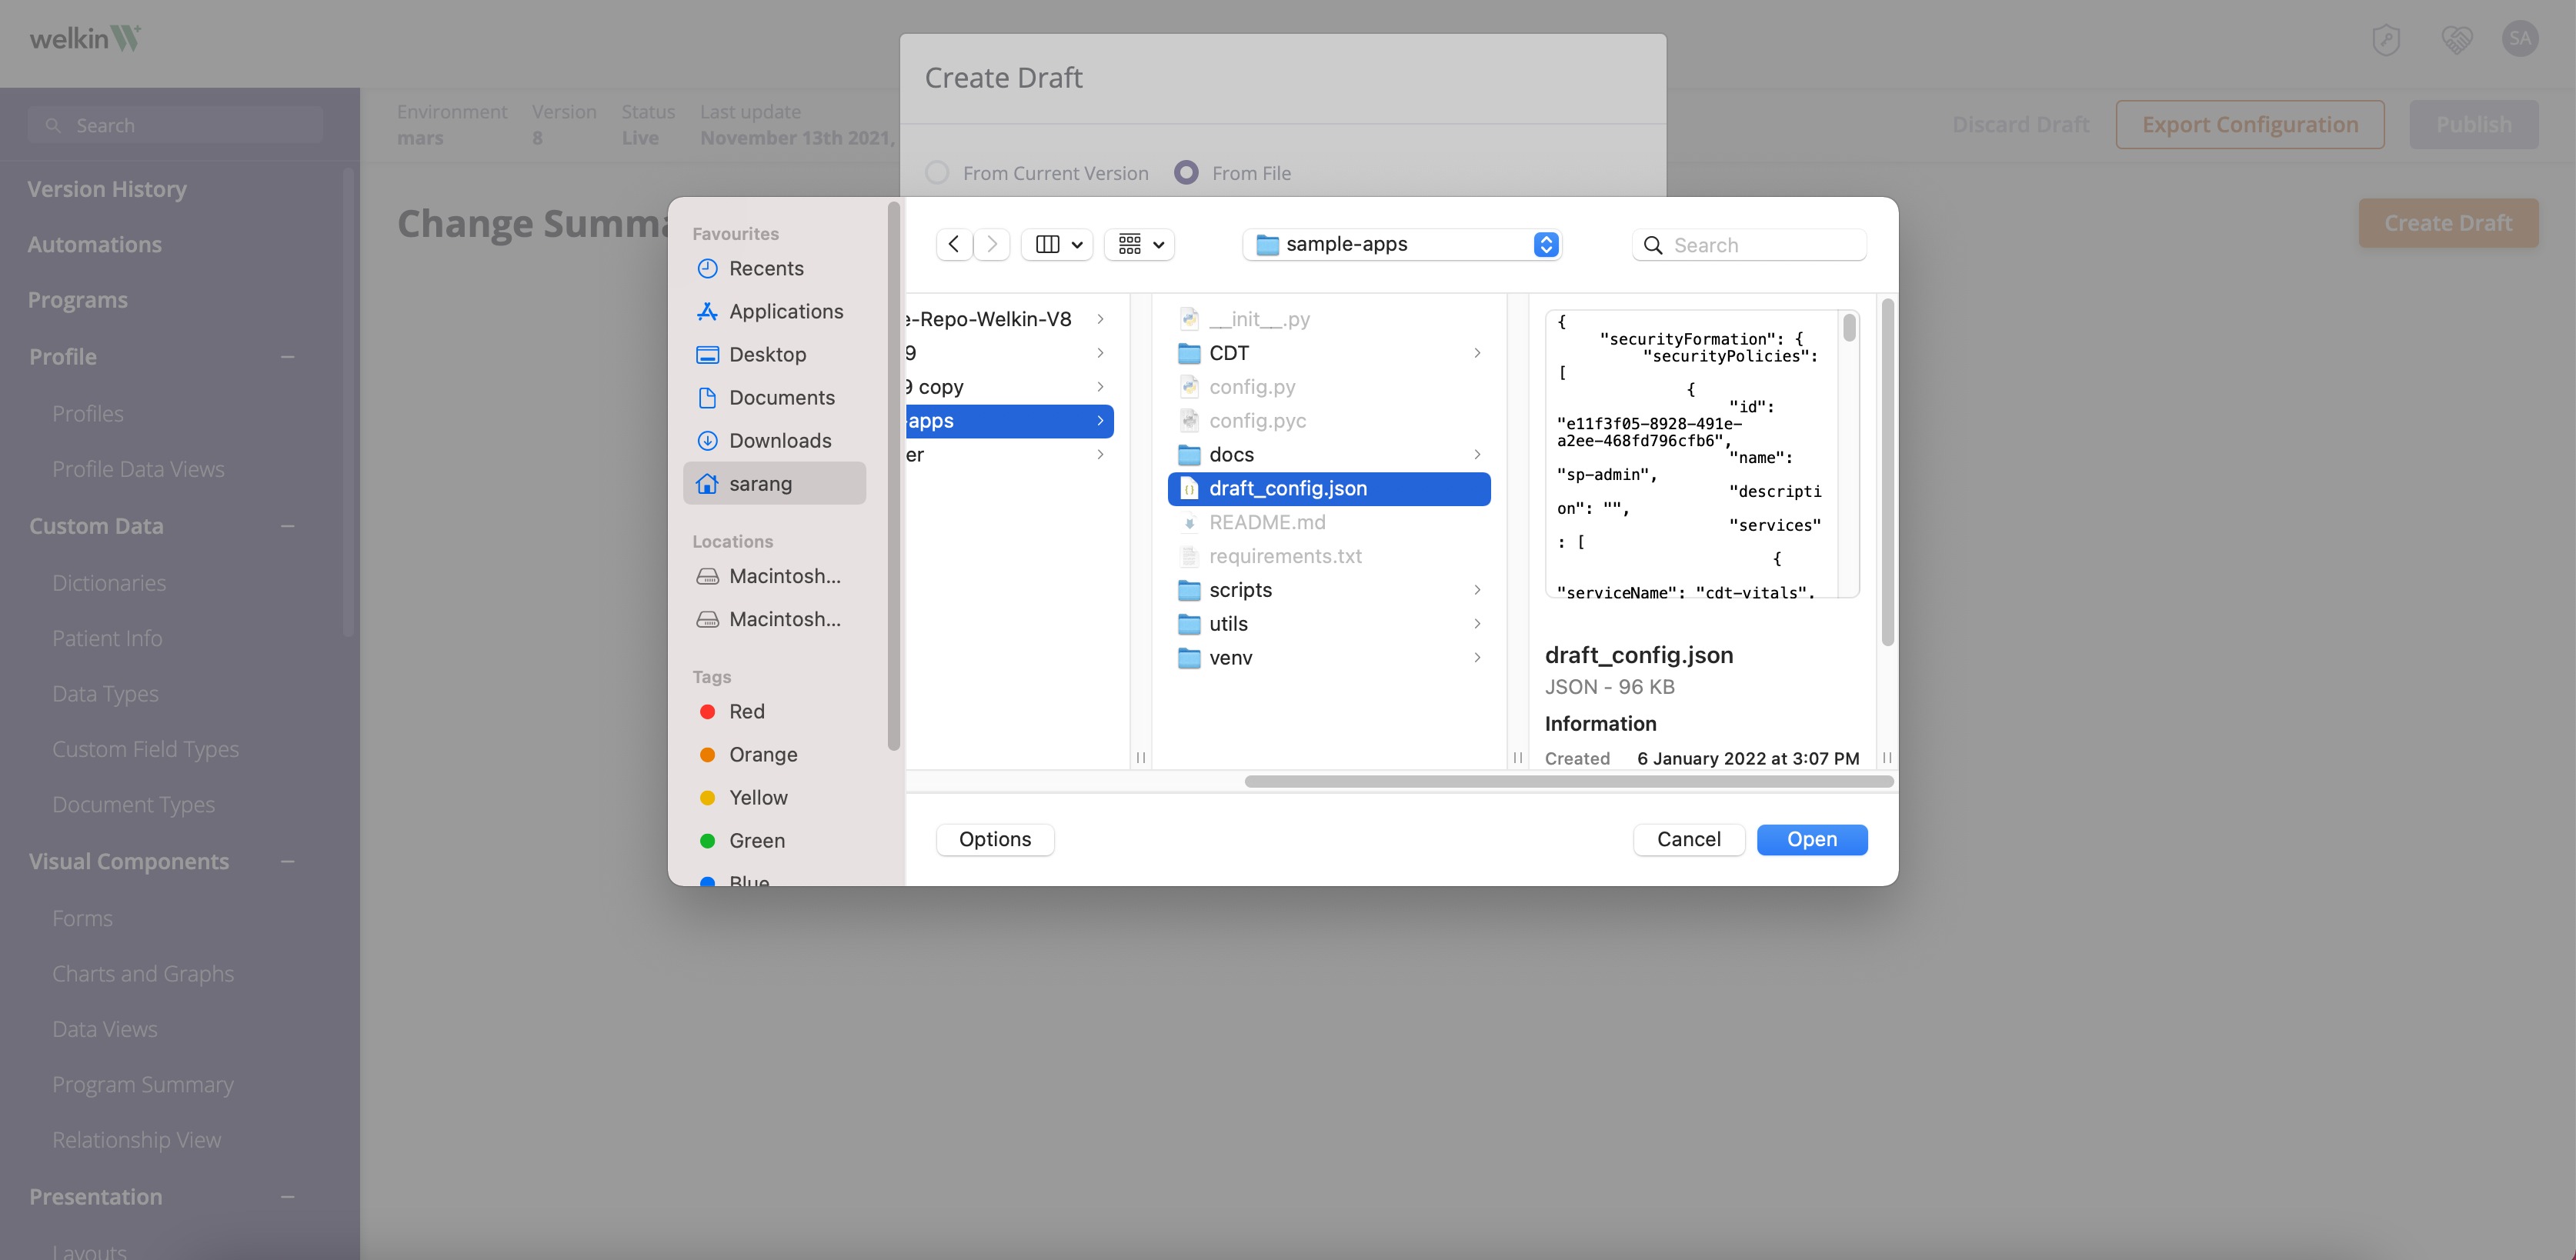 welkin
SA
Search
Environment
mars
Version
8
Status
Live
Last update
November 13th 2021,
Discard Draft
Export Configuration
Publish
Create Draft
From Current Version
From File
Change Summa
Create Draft
Version History
Automations
Programs
Profile
Profiles
Profile Data Views
Custom Data
Dictionaries
Patient Info
Data Types
Custom Field Types
Document Types
Visual Components
Forms
Charts and Graphs
Data Views
Program Summary
Relationship View
Presentation
Layouts
Favourites
Recents
Applications
Desktop
Documents
Downloads
sarang
Locations
Macintosh...
Macintosh...
Tags
Red
Orange
Yellow
Green
Blue
sample-apps
Search
e-Repo-Welkin-V8
9
9 copy
-apps
er
__init__.py
CDT
config.py
config.pyc
docs
draft_config.json
README.md
requirements.txt
scripts
utils
venv
{
"securityFormation": {
"securityPolicies":
[
{
"id":
"e11f3f05-8928-491e-
a2ee-468fd796cfb6",
"name":
"sp-admin",
"descripti
on": "",
"services"
: [
{
"serviceName": "cdt-vitals",
draft_config.json
JSON - 96 KB
Information
Created 6 January 2022 at 3:07 PM
Options
Cancel
Open